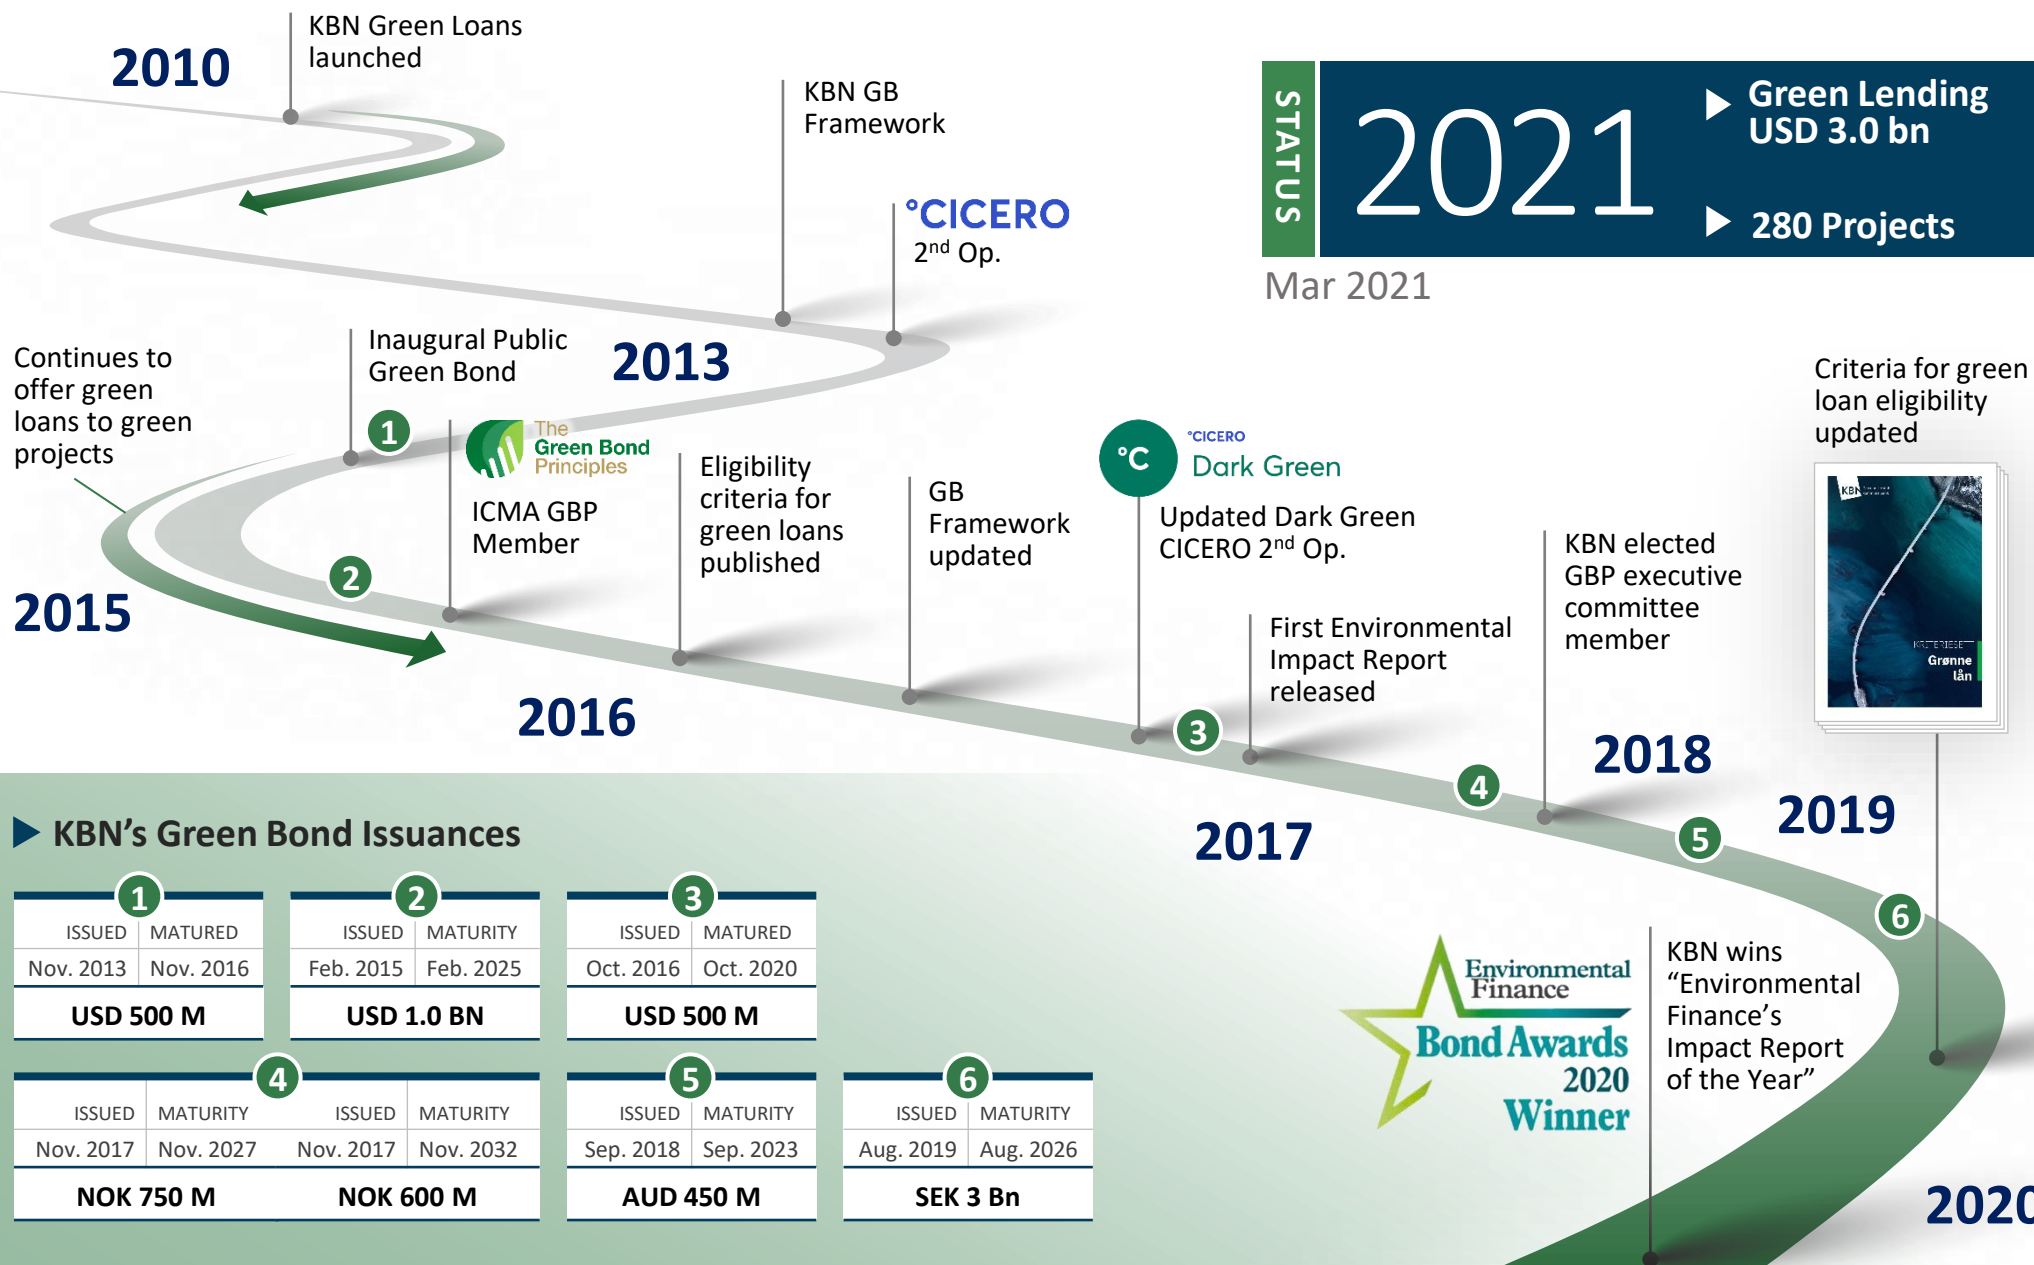 2010
KBN Green Loans
launched
KBN GB
Framework
°CICERO
2nd Op.
STATUS
2021
Green Lending
USD 3.0 bn
280 Projects
Mar 2021
Continues to
offer green
loans to green
projects
Inaugural Public
Green Bond
2013
1
The
Green Bond
Principles
ICMA GBP
Member
2
2015
Eligibility
criteria for
green loans
published
2016
GB
Framework
updated
°C
°CICERO
Dark Green
Updated Dark Green
CICERO 2nd Op.
3
First Environmental
Impact Report
released
2017
4
KBN elected
GBP executive
committee
member
2018
5
2019
Criteria for green
loan eligibility
updated
KBN
KRITERIESETT
Grønne
lån
6
Environmental
Finance
Bond Awards
2020
Winner
KBN wins
“Environmental
Finance’s
Impact Report
of the Year”
2020
KBN’s Green Bond Issuances
1
ISSUED MATURED
Nov. 2013 Nov. 2016
USD 500 M
2
ISSUED MATURITY
Feb. 2015 Feb. 2025
USD 1.0 BN
3
ISSUED MATURED
Oct. 2016 Oct. 2020
USD 500 M
4
ISSUED MATURITY ISSUED MATURITY
Nov. 2017 Nov. 2027 Nov. 2017 Nov. 2032
NOK 750 M NOK 600 M
5
ISSUED MATURITY
Sep. 2018 Sep. 2023
AUD 450 M
6
ISSUED MATURITY
Aug. 2019 Aug. 2026
SEK 3 Bn